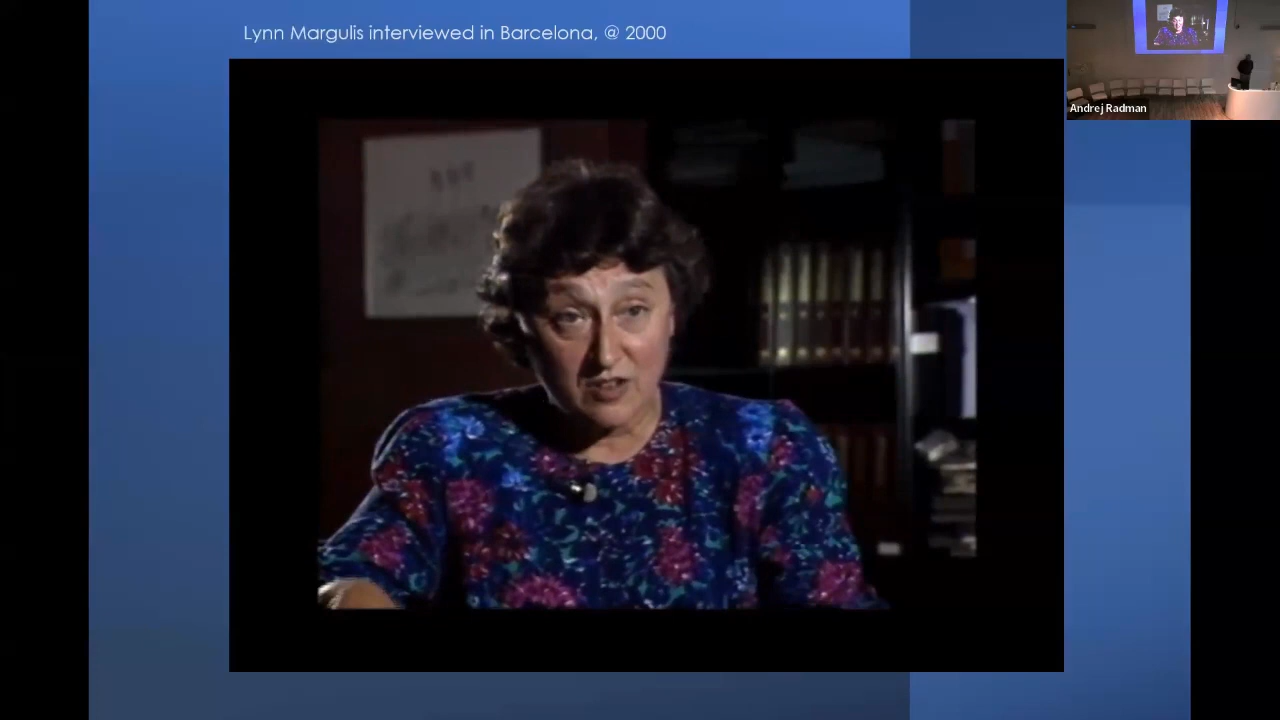 Lynn Margulis interviewed in Barcelona, @ 2000
Andrej Radman